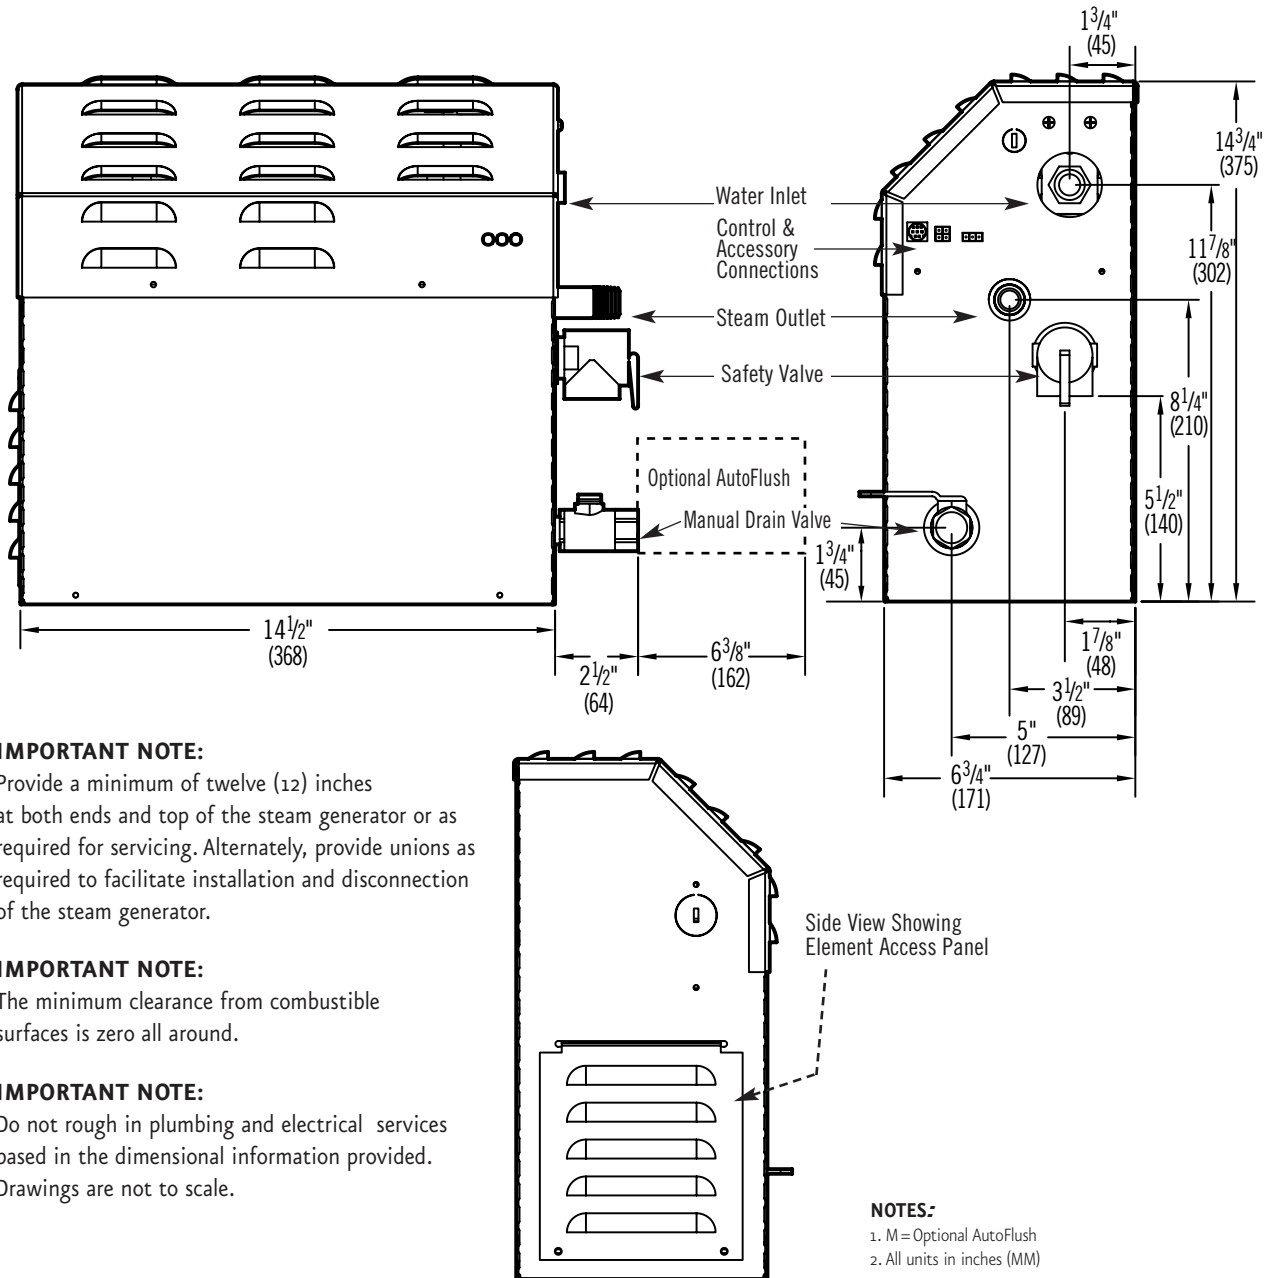 1 3/4"
(45)
14 3/4"
(375)
Water Inlet
Control &
Accessory
Connections
11 7/8"
(302)
Steam Outlet
Safety Valve
8 1/4"
(210)
Optional AutoFlush
Manual Drain Valve
5 1/2"
(140)
1 3/4"
(45)
14 1/2"
(368)
2 1/2"
(64)
6 3/8"
(162)
1 7/8"
(48)
3 1/2"
(89)
5"
(127)
6 3/4"
(171)
IMPORTANT NOTE:
Provide a minimum of twelve (12) inches
at both ends and top of the steam generator or as
required for servicing. Alternately, provide unions as
required to facilitate installation and disconnection
of the steam generator.
IMPORTANT NOTE:
The minimum clearance from combustible
surfaces is zero all around.
IMPORTANT NOTE:
Do not rough in plumbing and electrical services
based in the dimensional information provided.
Drawings are not to scale.
Side View Showing
Element Access Panel
NOTES:
1. M = Optional AutoFlush
2. All units in inches (MM)